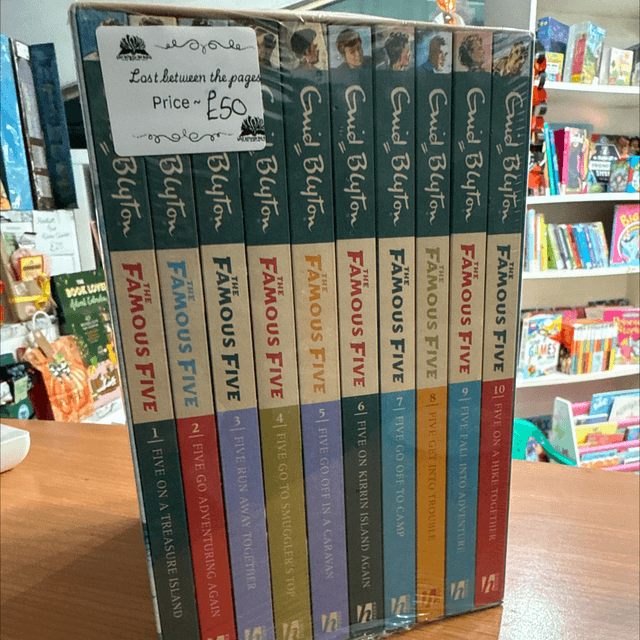 Lost between the pages
Price ~ £50
Enid Blyton
THE FAMOUS FIVE
1 FIVE ON A TREASURE ISLAND
Enid Blyton
THE FAMOUS FIVE
2 FIVE GO ADVENTURING AGAIN
Enid Blyton
THE FAMOUS FIVE
3 FIVE RUN AWAY TOGETHER
Enid Blyton
THE FAMOUS FIVE
4 FIVE GO TO SMUGGLER'S TOP
Enid Blyton
THE FAMOUS FIVE
5 FIVE GO OFF IN A CARAVAN
Enid Blyton
THE FAMOUS FIVE
6 FIVE ON KIRRIN ISLAND AGAIN
Enid Blyton
THE FAMOUS FIVE
7 FIVE GO OFF TO CAMP
Enid Blyton
THE FAMOUS FIVE
8 FIVE GET INTO TROUBLE
Enid Blyton
THE FAMOUS FIVE
9 FIVE FALL INTO ADVENTURE
Enid Blyton
THE FAMOUS FIVE
10 FIVE ON A HIKE TOGETHER
BOOK LOVER